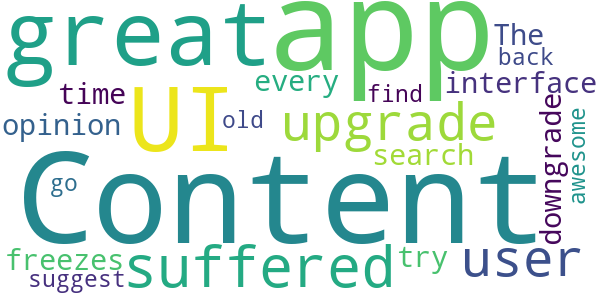 great
app
The
back
time
every
find
interface
opinion
UI
old
upgrade
search
downgrade
awesome
Content
go
freezes
suffered
try
user
suggest